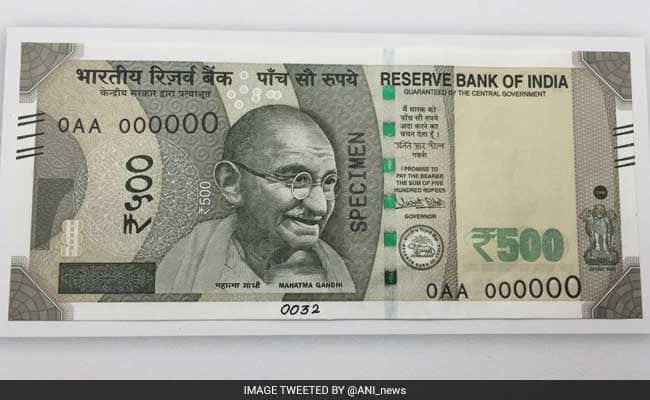 भारतीय रिज़र्व बैंक पाँच सौ रुपये RESERVE BANK OF INDIA
केन्द्रीय सरकार द्वारा प्रत्याभूत GUARANTEED BY THE CENTRAL GOVERNMENT
0AA 000000
मैं धारक को
पाँच सौ रुपये
अदा करने का
वचन देता हूँ।
गवर्नर
I PROMISE TO
PAY THE BEARER
THE SUM OF FIVE
HUNDRED RUPEES
GOVERNOR
₹५००
₹500
SPECIMEN
₹500
महात्मा गांधी MAHATMA GANDHI
0AA 000000
0032
IMAGE TWEETED BY @ANI_news